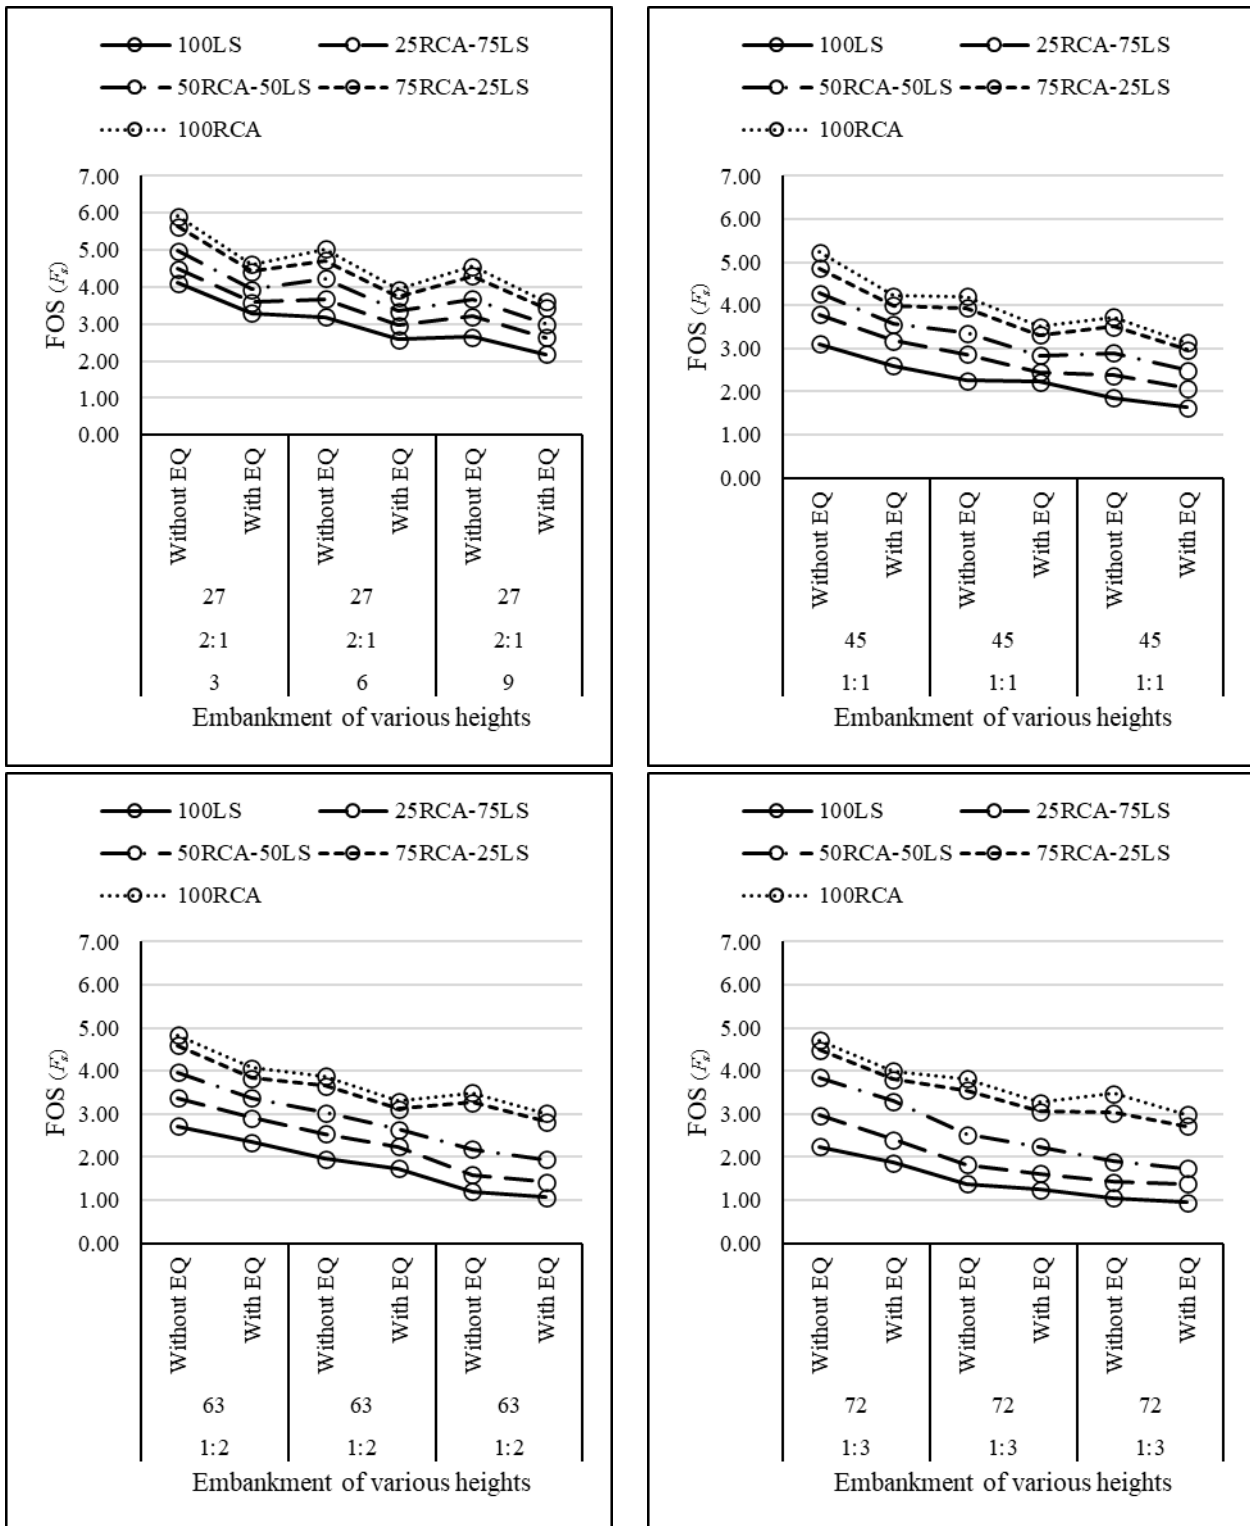 100LS 25RCA-75LS
50RCA-50LS 75RCA-25LS
100RCA
FOS (Fs)
7.00
6.00
5.00
4.00
3.00
2.00
1.00
0.00
Without EQ With EQ Without EQ With EQ Without EQ With EQ
27 27 27
2:1 2:1 2:1
3 6 9
Embankment of various heights
100LS 25RCA-75LS
50RCA-50LS 75RCA-25LS
100RCA
FOS (Fs)
7.00
6.00
5.00
4.00
3.00
2.00
1.00
0.00
Without EQ With EQ Without EQ With EQ Without EQ With EQ
45 45 45
1:1 1:1 1:1
Embankment of various heights
100LS 25RCA-75LS
50RCA-50LS 75RCA-25LS
100RCA
FOS (Fs)
7.00
6.00
5.00
4.00
3.00
2.00
1.00
0.00
Without EQ With EQ Without EQ With EQ Without EQ With EQ
63 63 63
1:2 1:2 1:2
Embankment of various heights
100LS 25RCA-75LS
50RCA-50LS 75RCA-25LS
100RCA
FOS (Fs)
7.00
6.00
5.00
4.00
3.00
2.00
1.00
0.00
Without EQ With EQ Without EQ With EQ Without EQ With EQ
72 72 72
1:3 1:3 1:3
Embankment of various heights